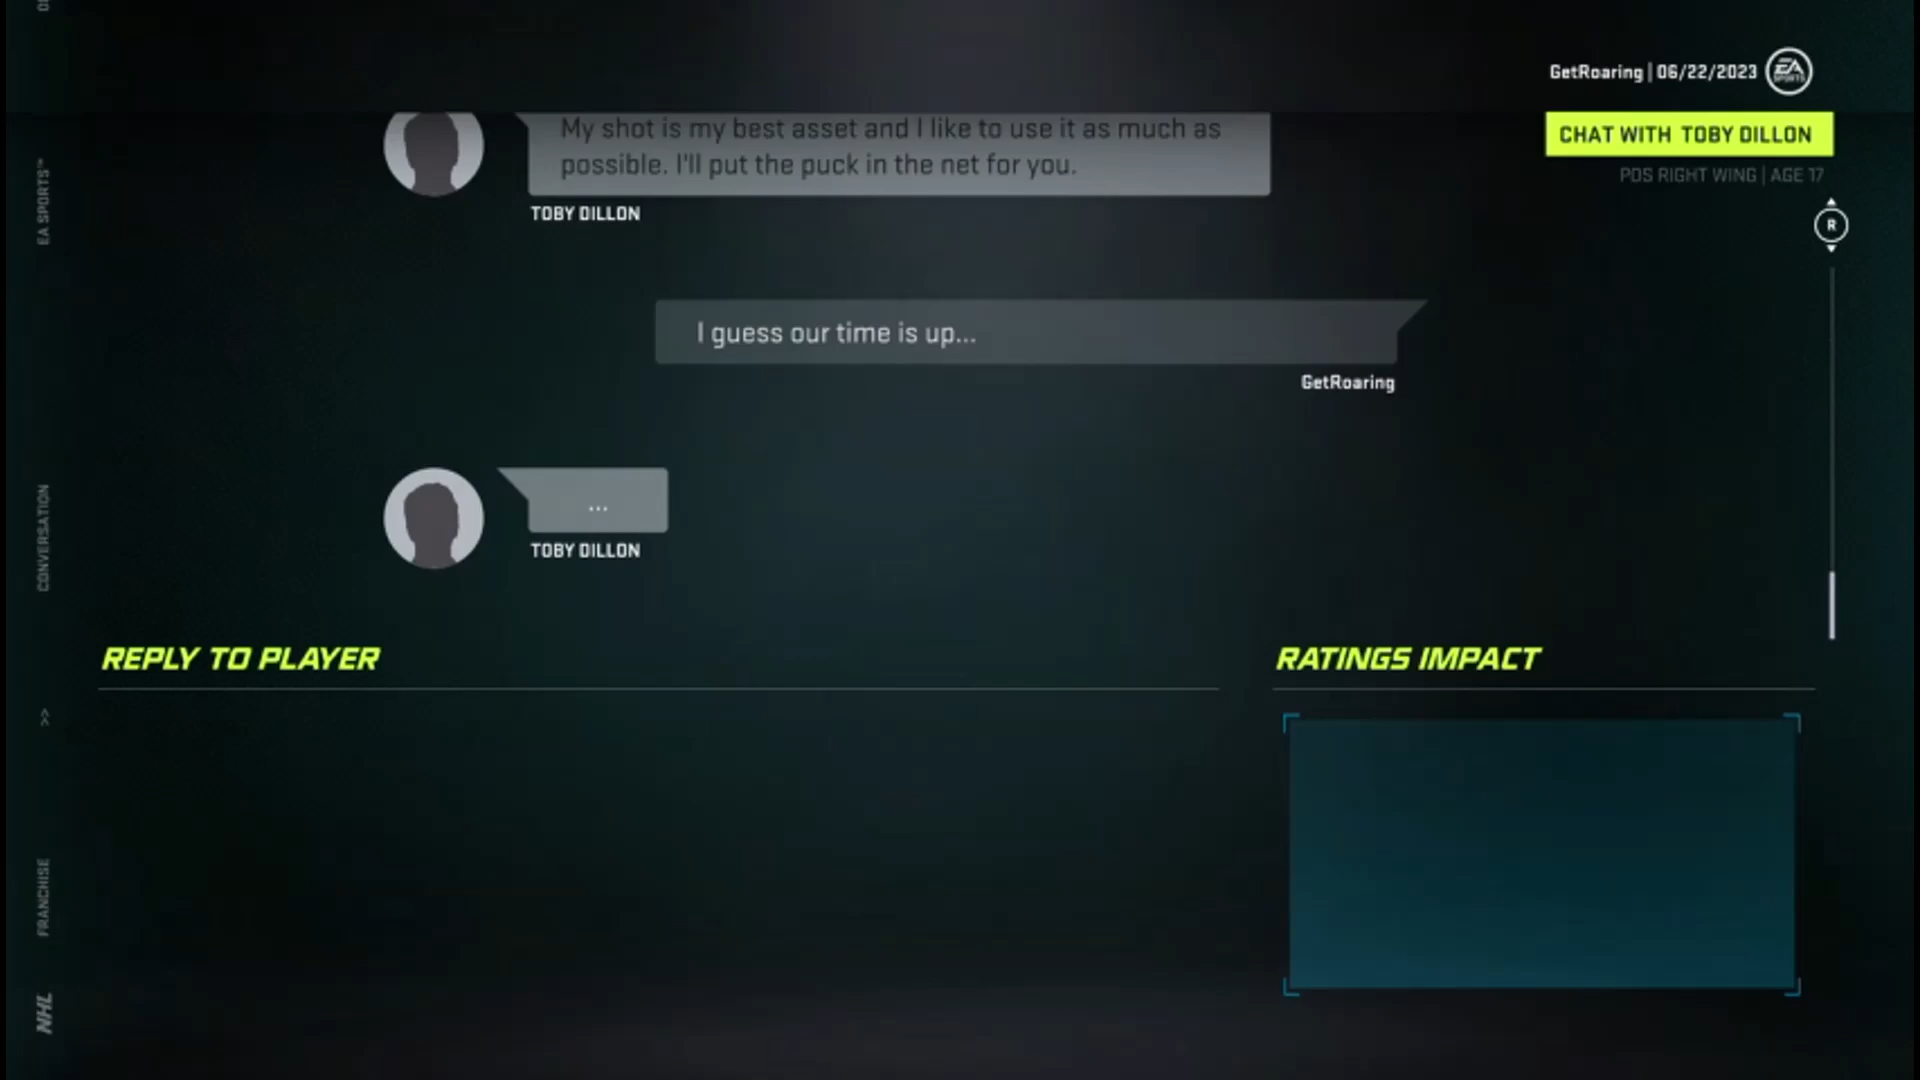 GetRoaring | 06/22/2023
EA SPORTS
CHAT WITH TOBY DILLON
POS RIGHT WING | AGE 17
R
My shot is my best asset and I like to use it as much as
possible. I'll put the puck in the net for you.
TOBY DILLON
I guess our time is up...
GetRoaring
...
TOBY DILLON
REPLY TO PLAYER
RATINGS IMPACT
EA SPORTS™
CONVERSATION
>>
FRANCHISE
NHL